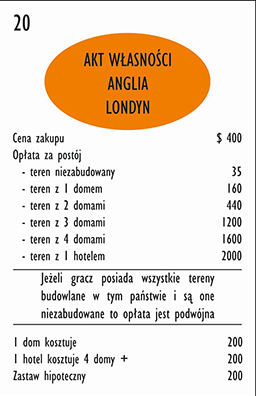 20
AKT WŁASNOŚCI
ANGLIA
LONDYN
Cena zakupu $ 400
Opłata za postój
- teren niezabudowany 35
- teren z 1 domem 160
- teren z 2 domami 440
- teren z 3 domami 1200
- teren z 4 domami 1600
- teren z 1 hotelem 2000
Jeżeli gracz posiada wszystkie tereny
budowlane w tym państwie i są one
niezabudowane to opłata jest podwójna
1 dom kosztuje 200
1 hotel kosztuje 4 domy + 200
Zastaw hipoteczny 200